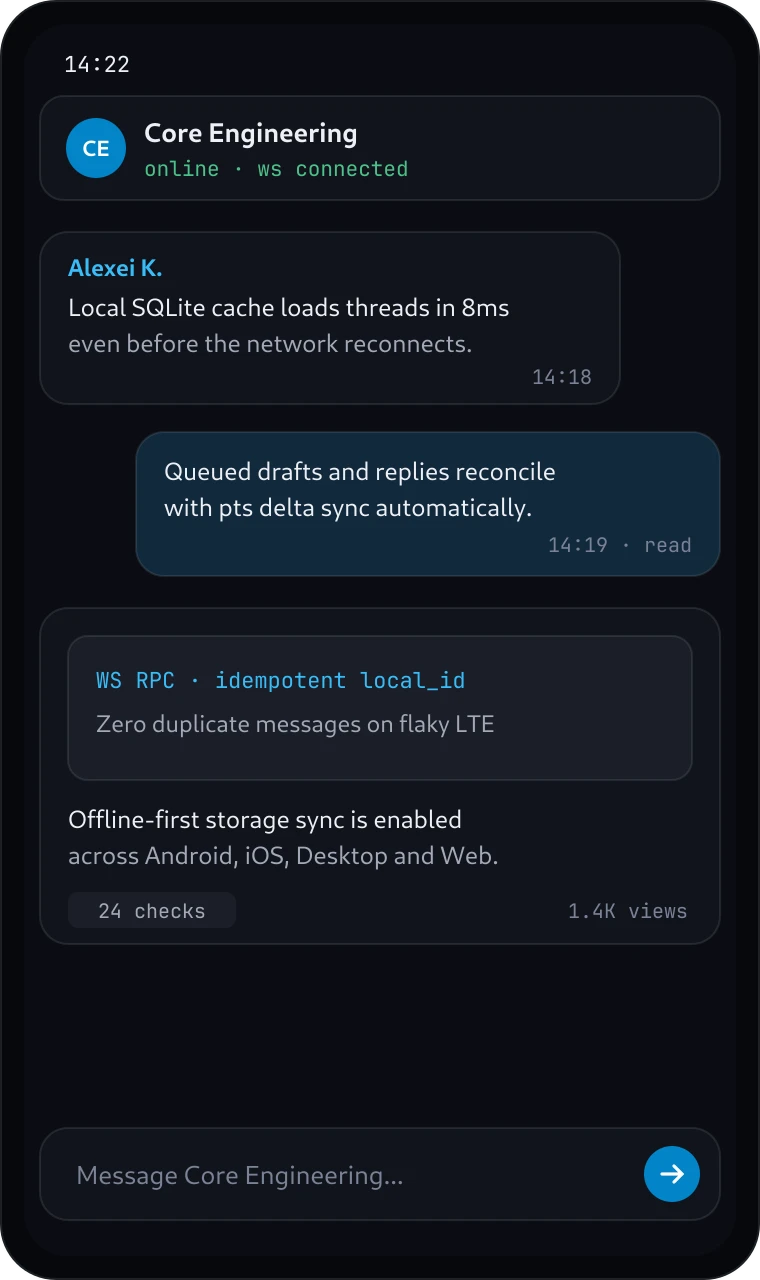 14:22
CE
Core Engineering
online · ws connected
Alexei K.
Local SQLite cache loads threads in 8ms
even before the network reconnects.
14:18
Queued drafts and replies reconcile
with pts delta sync automatically.
14:19 · read
WS RPC · idempotent local_id
Zero duplicate messages on flaky LTE
Offline-first storage sync is enabled
across Android, iOS, Desktop and Web.
24 checks
1.4K views
Message Core Engineering...